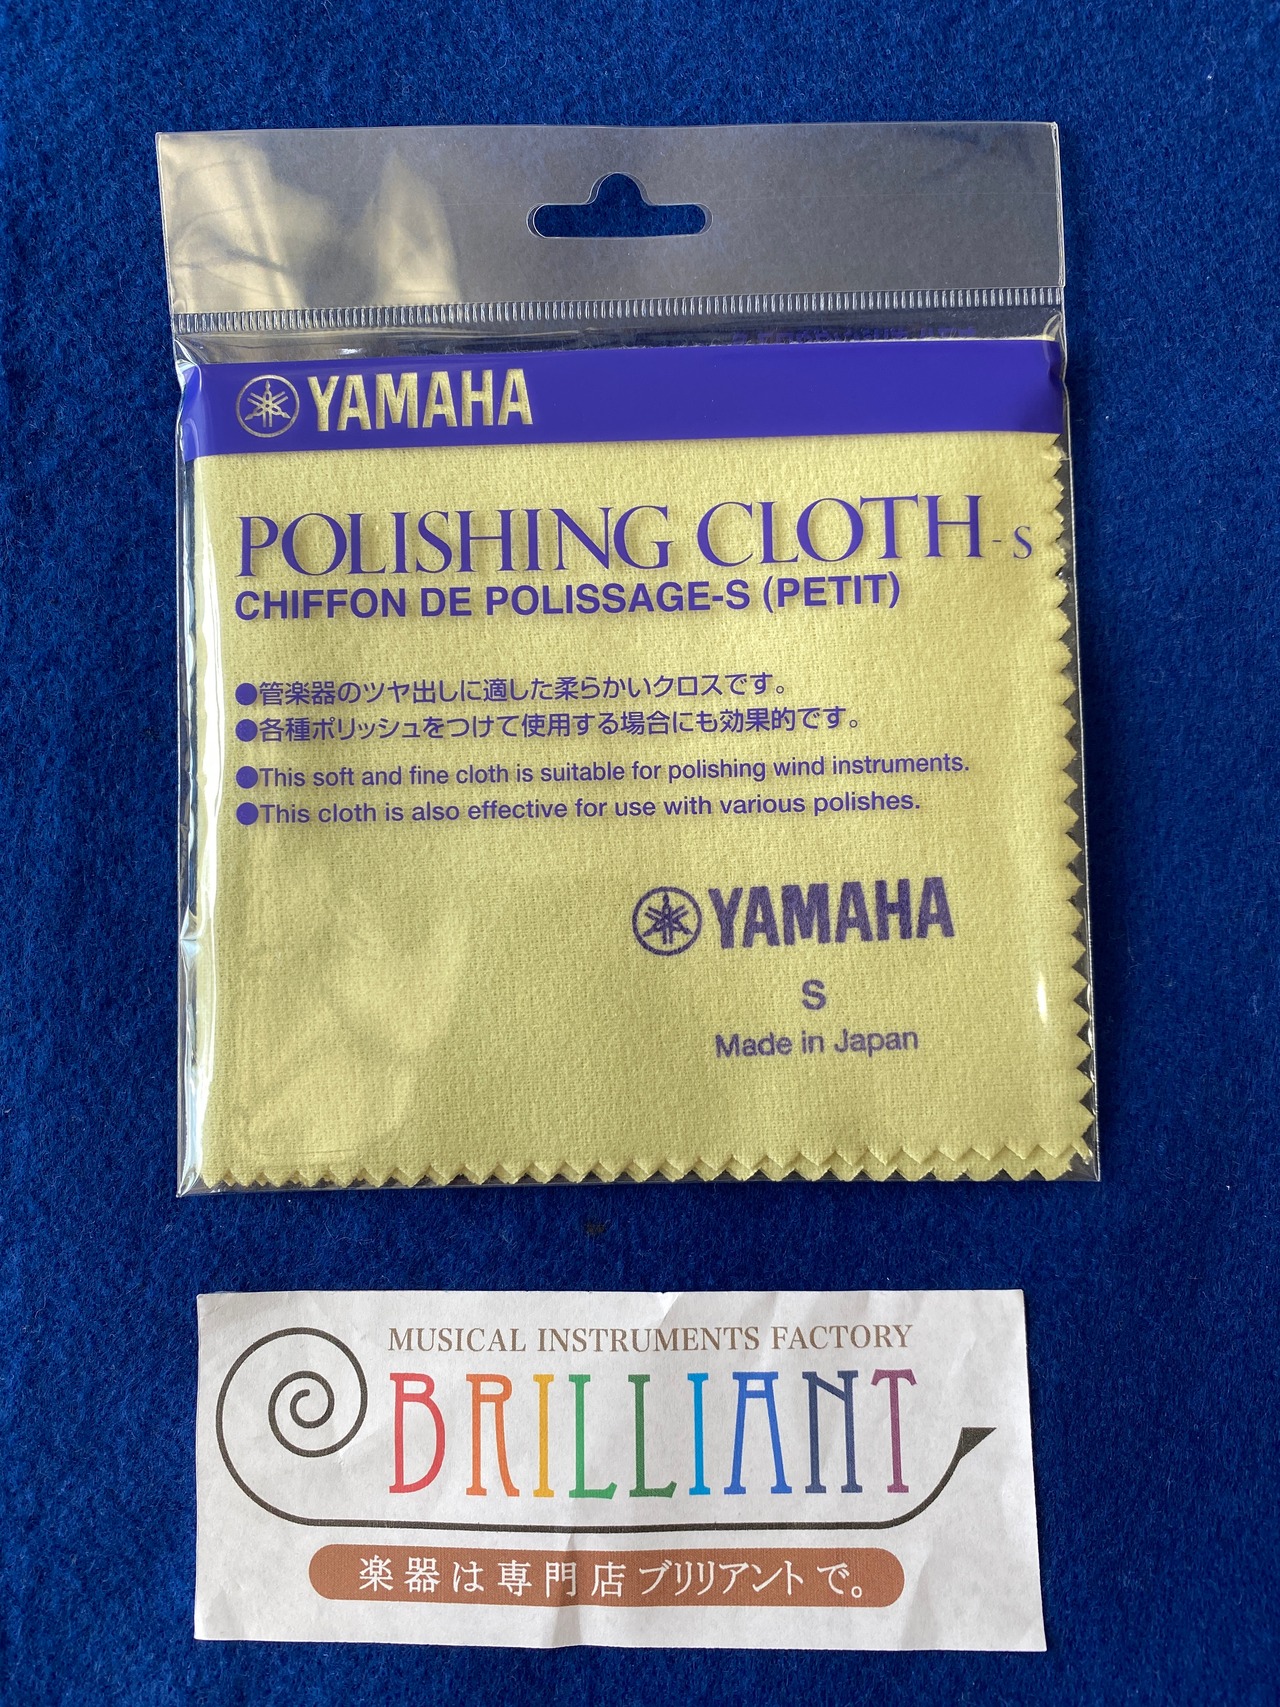 YAMAHA
POLISHING CLOTH-S
CHIFFON DE POLISSAGE-S (PETIT)
●管楽器のツヤ出しに適した柔らかいクロスです。
●各種ポリッシュをつけて使用する場合にも効果的です。
●This soft and fine cloth is suitable for polishing wind instruments.
●This cloth is also effective for use with various polishes.
YAMAHA
S
Made in Japan
MUSICAL INSTRUMENTS FACTORY
BRILLIANT
楽器は専門店ブリリアントで。